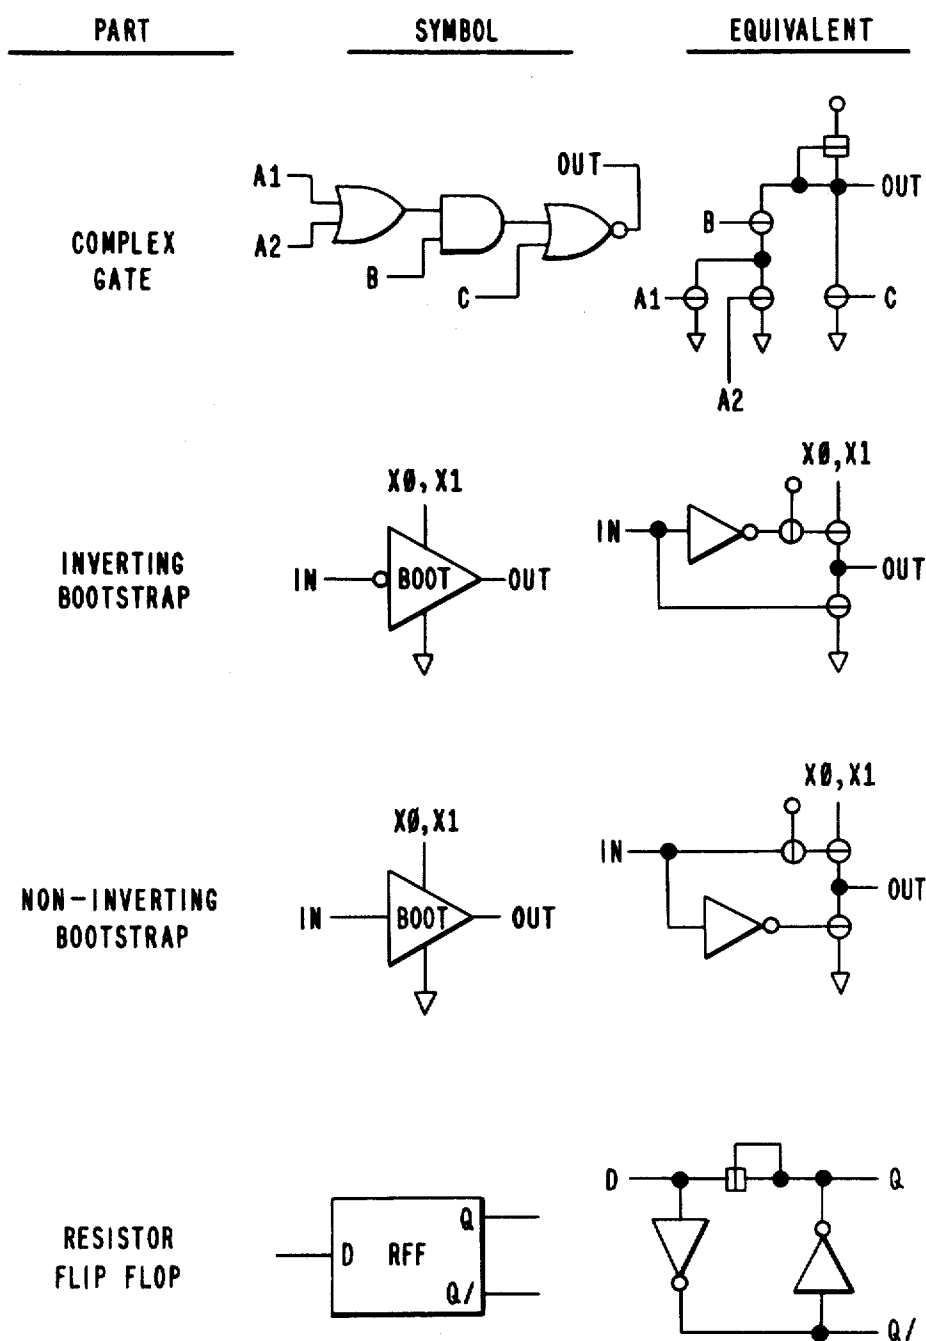 PART
SYMBOL
EQUIVALENT
COMPLEX
GATE
A1
A2
B
C
OUT
OUT
B
A1
C
A2
INVERTING
BOOTSTRAP
XØ,X1
IN
BOOT
OUT
XØ,X1
IN
OUT
NON-INVERTING
BOOTSTRAP
XØ,X1
IN
BOOT
OUT
XØ,X1
IN
OUT
RESISTOR
FLIP FLOP
D
RFF
Q
Q/
D
Q
Q/